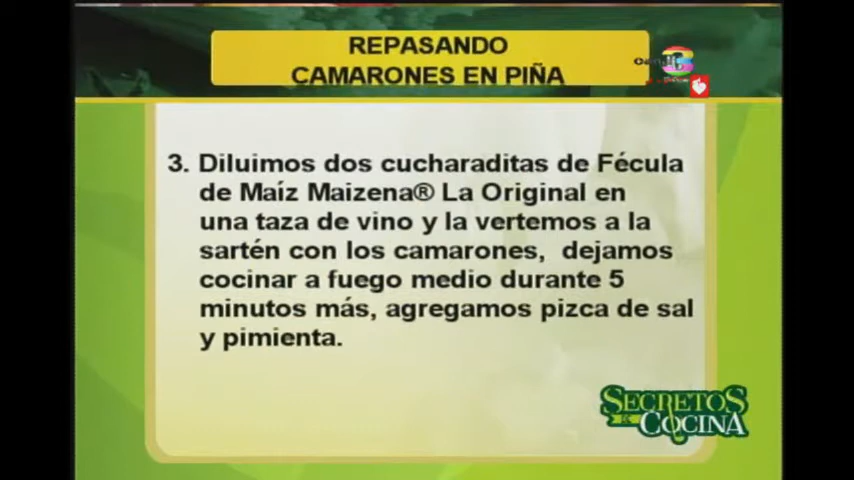 REPASANDO
CAMARONES EN PIÑA
3. Diluimos dos cucharaditas de Fécula
de Maíz Maizena® La Original en
una taza de vino y la vertemos a la
sartén con los camarones, dejamos
cocinar a fuego medio durante 5
minutos más, agregamos pizca de sal
y pimienta.
SECRETOS
DE COCINA